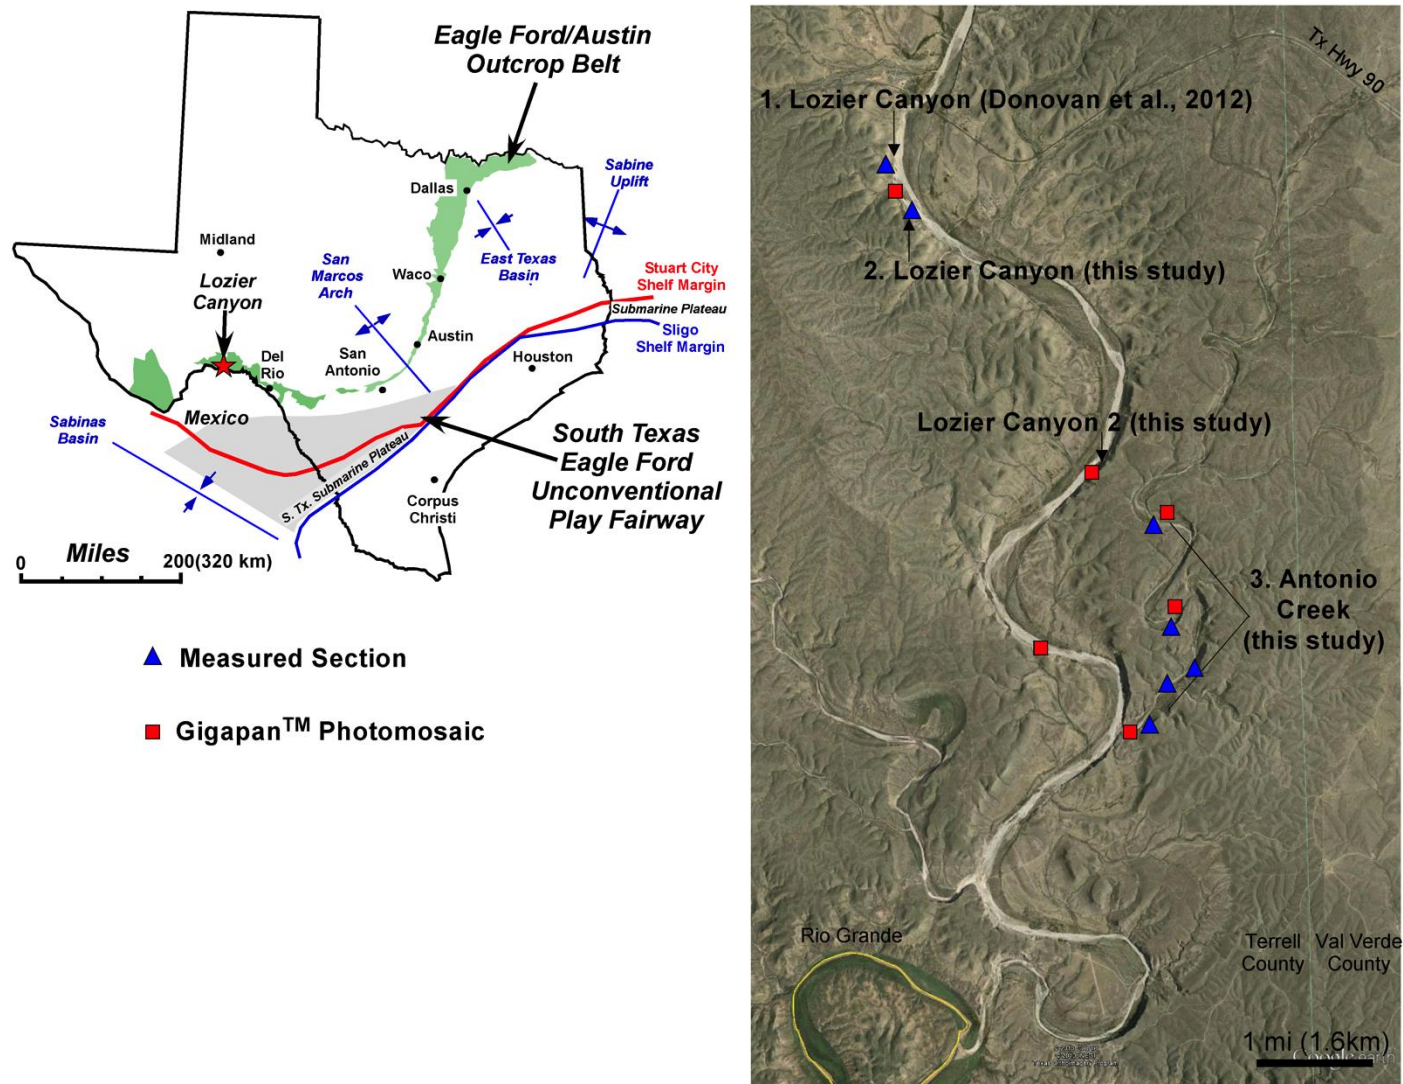 Eagle Ford/Austin
Outcrop Belt
Sabine
Uplift
Dallas
Midland
Lozier
Canyon
San
Marcos
Arch
Waco
East Texas
Basin
Stuart City
Shelf Margin
Submarine Plateau
Sligo
Shelf Margin
Austin
Houston
Del
Rio
San
Antonio
Mexico
Sabinas
Basin
S. Tx. Submarine Plateau
South Texas
Eagle Ford
Unconventional
Play Fairway
Corpus
Christi
Miles
0
200(320 km)
Measured Section
Gigapan™ Photomosaic
Tx Hwy 90
1. Lozier Canyon (Donovan et al., 2012)
2. Lozier Canyon (this study)
Lozier Canyon 2 (this study)
3. Antonio
Creek
(this study)
Rio Grande
Terrell
County
Val Verde
County
1 mi (1.6km)
Google earth